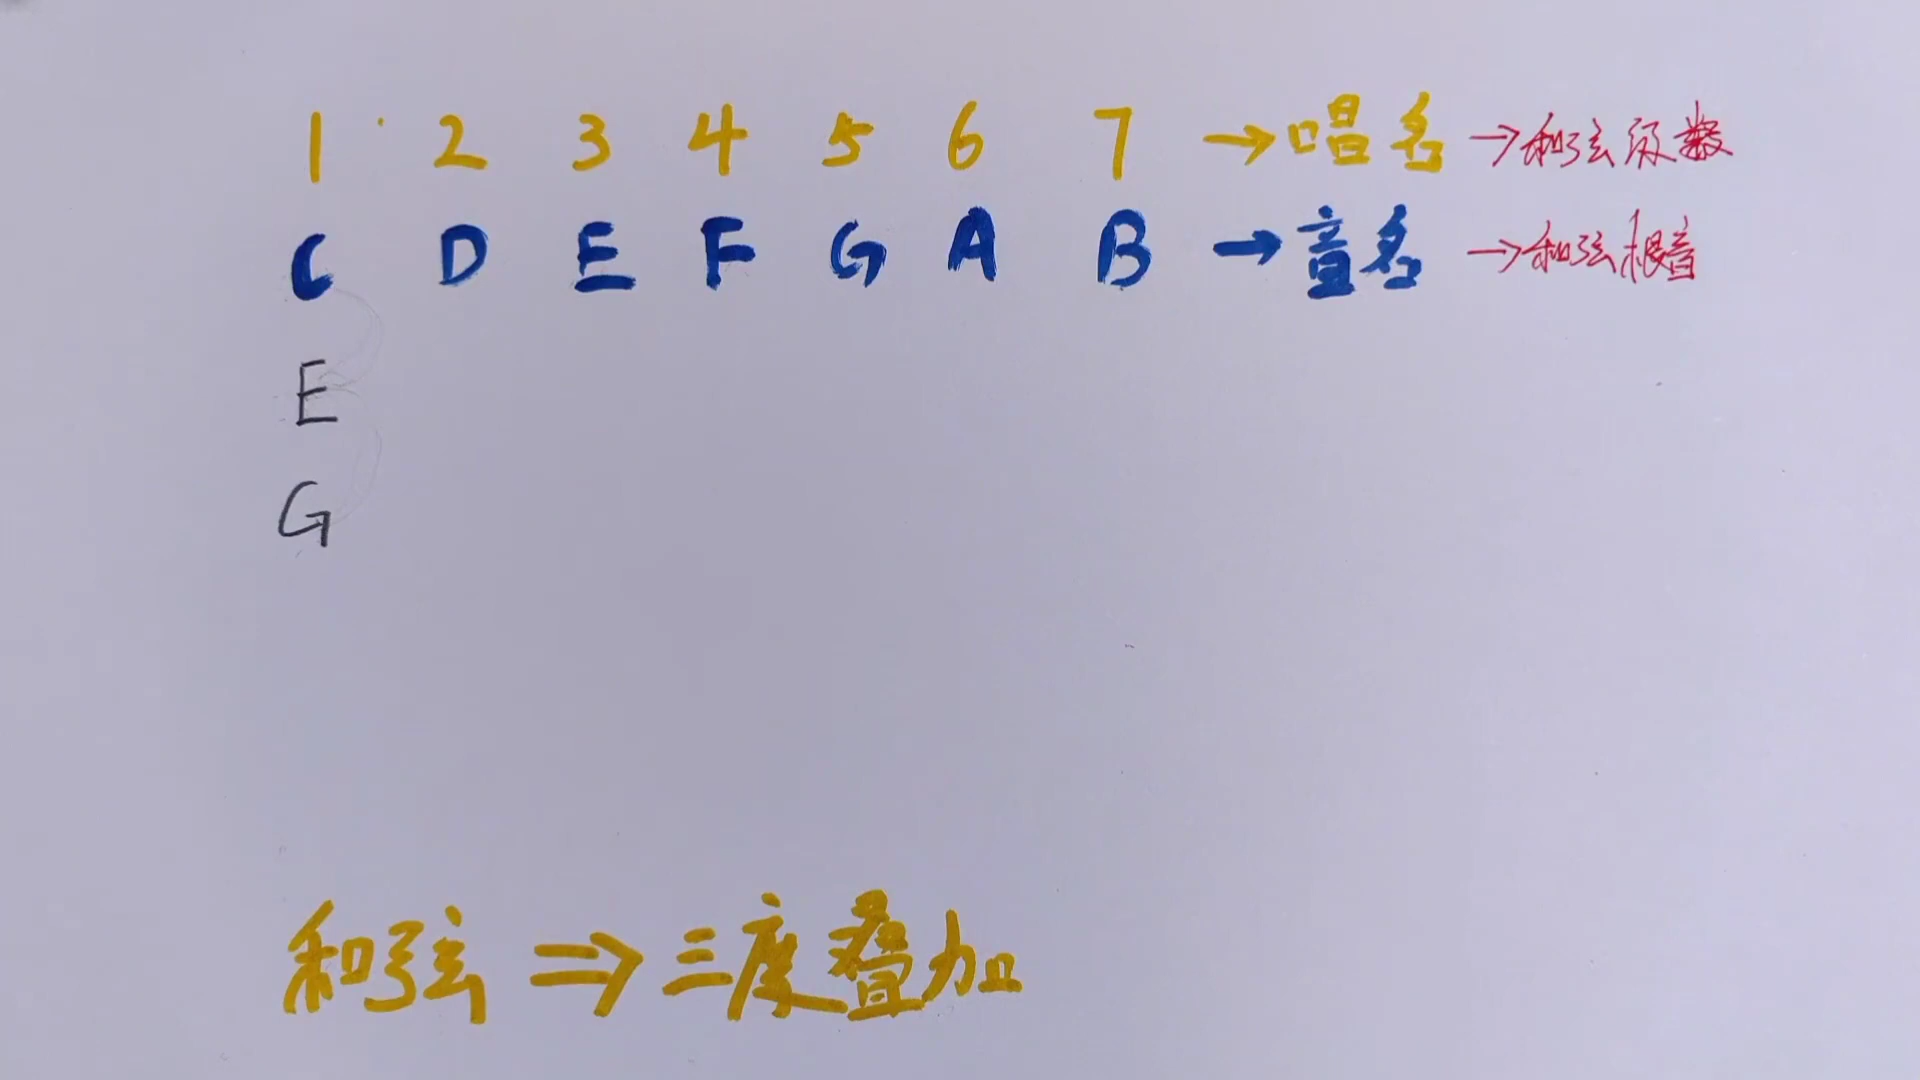 1 2 3 4 5 6 7 →唱名 →和弦级数
C D E F G A B →音名 →和弦根音
E
G
和弦 ⇒ 三度叠加